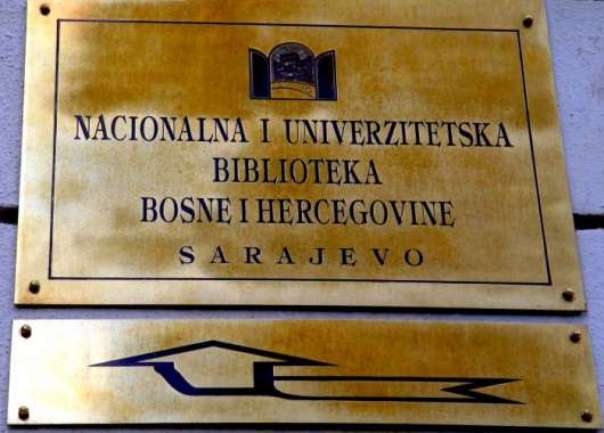 NACIONALNA I UNIVERZITETSKA
BIBLIOTEKA
BOSNE I HERCEGOVINE
SARAJEVO